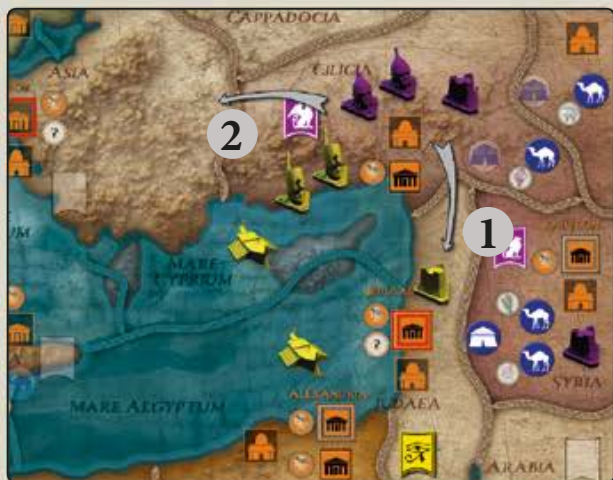 CAPPADOCIA
ASIA
CILICIA
2
?
1
MARE
CYPRIUM
?
SYRIA
MARE AEGYPTUM
ALEXANDRIA
JUDAEA
ARABIA